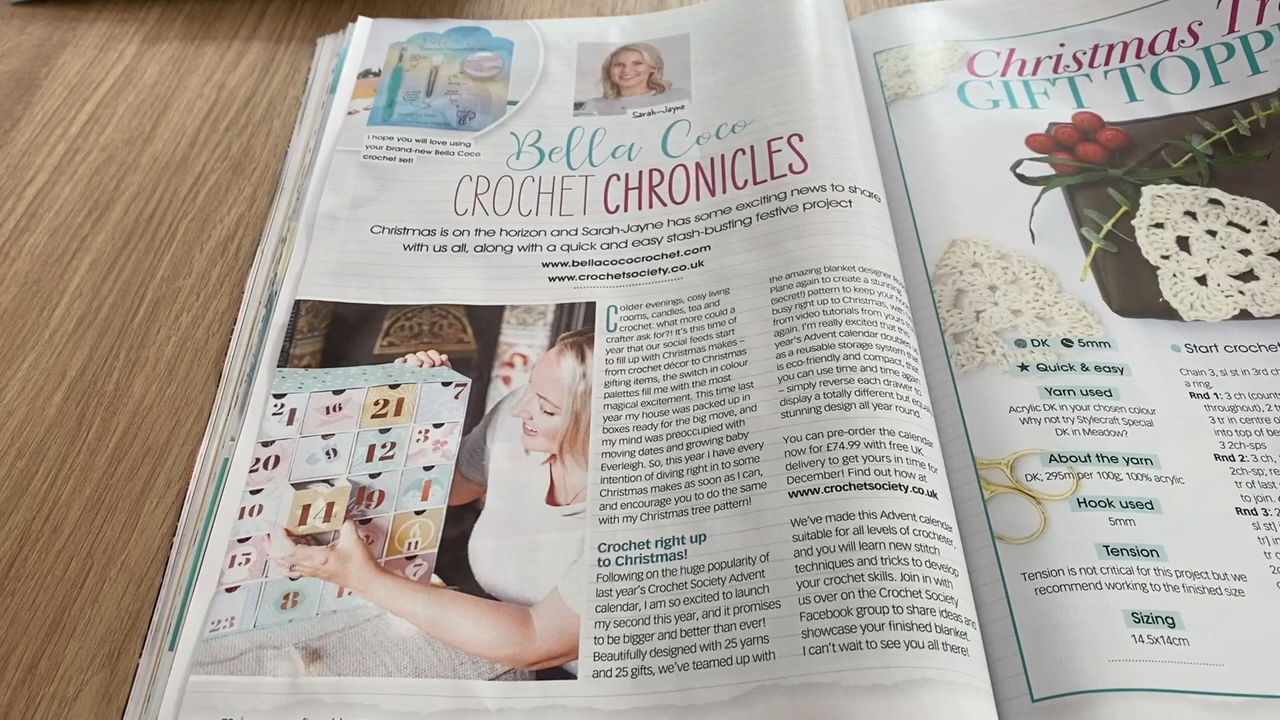 I hope you will love using
your brand-new Bella Coco
crochet set!
Sarah-Jayne
Bella Coco
CROCHET CHRONICLES
Christmas is on the horizon and Sarah-Jayne has some exciting news to share
with us all, along with a quick and easy stash-busting festive project
www.bellacococrochet.com
www.crochetsociety.co.uk
Colder evenings, cosy living
rooms, candles, tea and
crochet: what more could a
crafter ask for?! It's this time of
year that our social feeds start
to fill up with Christmas makes –
from crochet décor to Christmas
gifting items, the switch in colour
palettes fill me with the most
magical excitement. This time last
year my house was packed up in
boxes ready for the big move, and
my mind was preoccupied with
moving dates and growing baby
Everleigh. So, this year I have every
intention of diving right in to some
Christmas makes as soon as I can,
and encourage you to do the same
with my Christmas tree pattern!
Crochet right up
to Christmas!
Following on the huge popularity of
last year's Crochet Society Advent
calendar, I am so excited to launch
my second this year, and it promises
to be bigger and better than ever!
Beautifully designed with 25 yarns
and 25 gifts, we've teamed up with
the amazing blanket designer
Plane again to create a stunning
(secret!) pattern to keep your
busy right up to Christmas, with
from video tutorials from yours
again. I'm really excited that this
year's Advent calendar doubles
as a reusable storage system that
is eco-friendly and compact, that
you can use time and time again
– simply reverse each drawer to
display a totally different but
stunning design all year round.
You can pre-order the calendar
now for £74.99 with free UK
delivery to get yours in time for
December! Find out how at
www.crochetsociety.co.uk
We've made this Advent calendar
suitable for all levels of crocheter,
and you will learn new stitch
techniques and tricks to develop
your crochet skills. Join in with
us over on the Crochet Society
Facebook group to share ideas and
showcase your finished blanket.
I can't wait to see you all there!
24
16
21
7
20
9
12
3
10
14
19
1
15
11
7
23
8
Christmas
GIFT
DK
5mm
Quick & easy
Yarn used
Acrylic DK in your chosen colour
Why not try Stylecraft Special
DK in Meadow?
About the yarn
DK, 295m per 100g, 100% acrylic
Hook used
5mm
Tension
Tension is not critical for this project but we
recommend working to the finished size
Sizing
14.5x14cm
Start crochet
Chain 3, sl st in 3rd
a ring.
Rnd 1: 3 ch
throughout), 2
3 tr in centre
into top of
3 2ch-sps.
Rnd 2: 3 ch,
2ch-sp,
tr of last
to join.
Rnd 3:
sl st